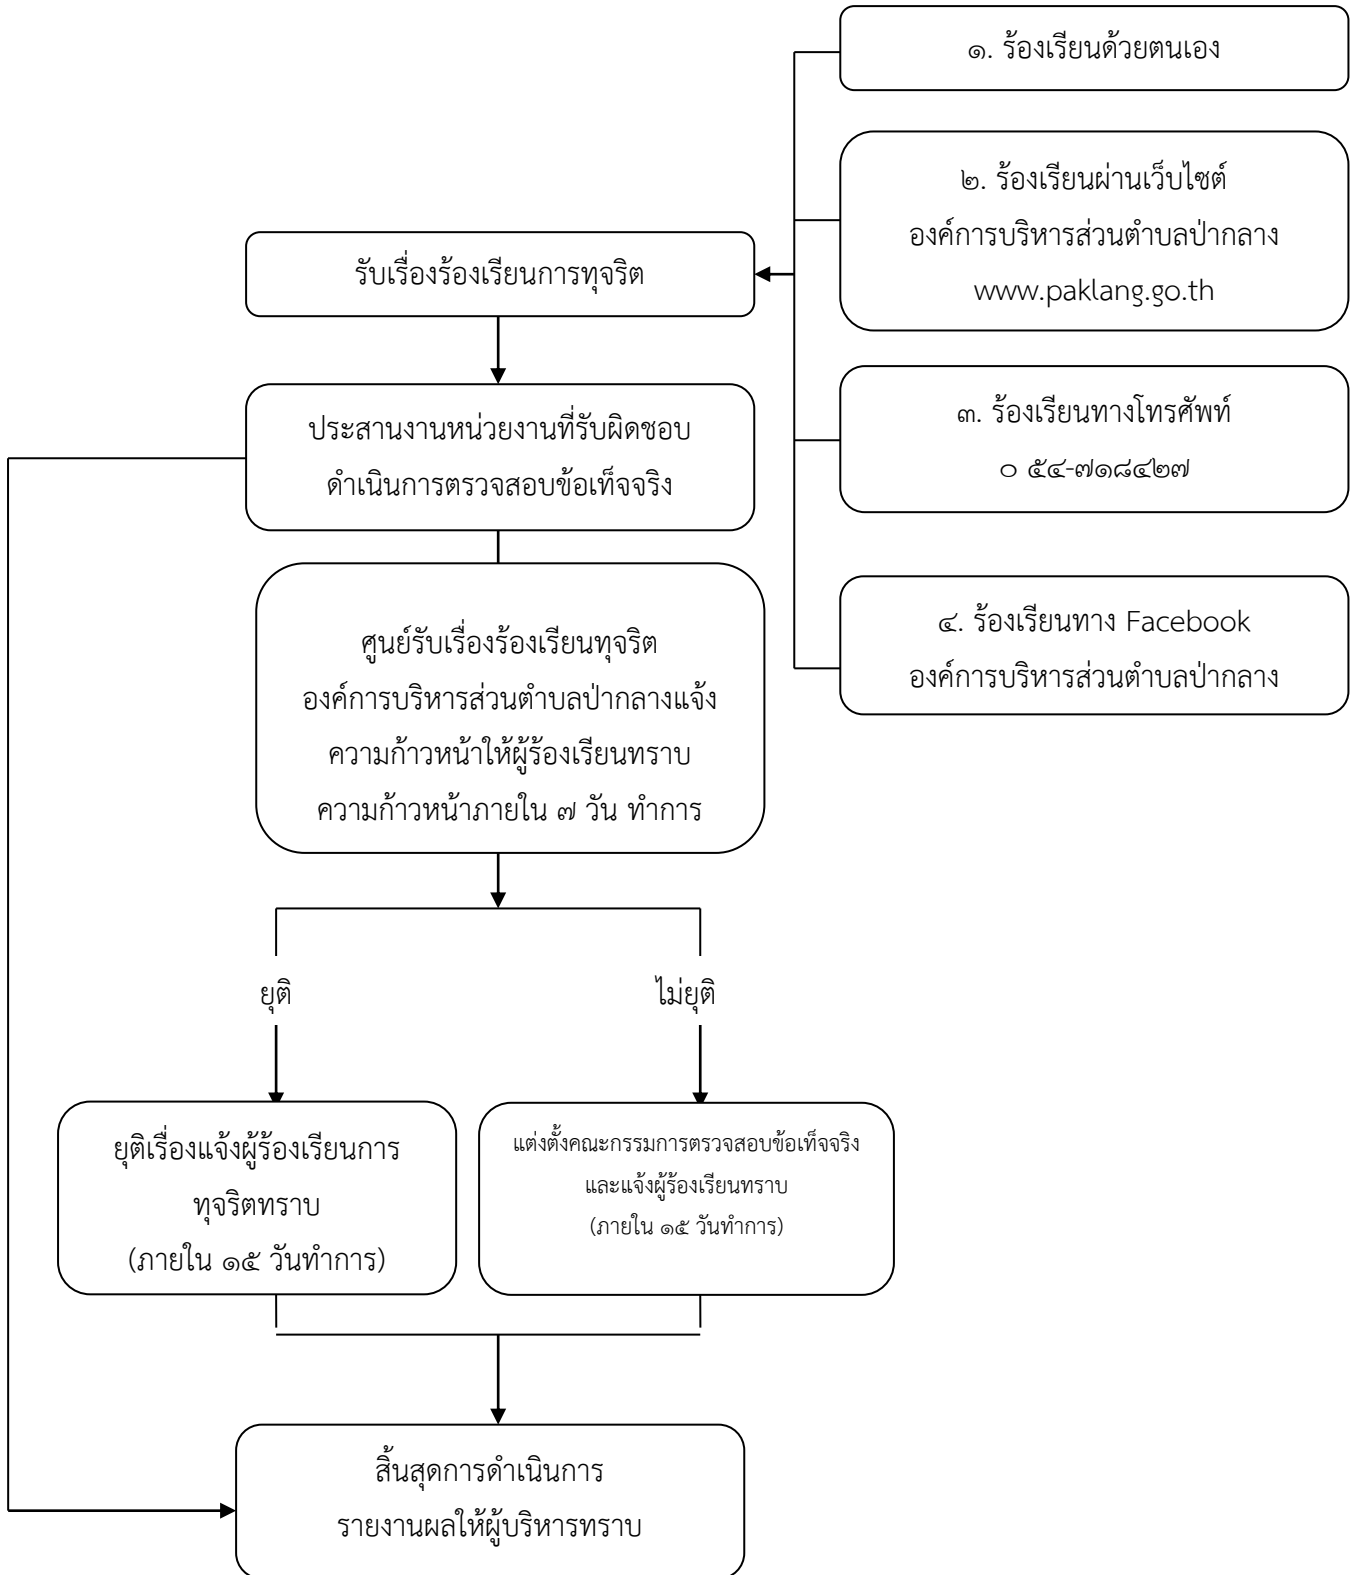 ๑. ร้องเรียนด้วยตนเอง
๒. ร้องเรียนผ่านเว็บไซต์
องค์การบริหารส่วนตำบลป่ากลาง
www.paklang.go.th
๓. ร้องเรียนทางโทรศัพท์
๐ ๕๔-๗๑๘๔๒๗
๔. ร้องเรียนทาง Facebook
องค์การบริหารส่วนตำบลป่ากลาง
รับเรื่องร้องเรียนการทุจริต
ประสานงานหน่วยงานที่รับผิดชอบ
ดำเนินการตรวจสอบข้อเท็จจริง
ศูนย์รับเรื่องร้องเรียนทุจริต
องค์การบริหารส่วนตำบลป่ากลางแจ้ง
ความก้าวหน้าให้ผู้ร้องเรียนทราบ
ความก้าวหน้าภายใน ๗ วัน ทำการ
ยุติ
ไม่ยุติ
ยุติเรื่องแจ้งผู้ร้องเรียนการ
ทุจริตทราบ
(ภายใน ๑๕ วันทำการ)
แต่งตั้งคณะกรรมการตรวจสอบข้อเท็จจริง
และแจ้งผู้ร้องเรียนทราบ
(ภายใน ๑๕ วันทำการ)
สิ้นสุดการดำเนินการ
รายงานผลให้ผู้บริหารทราบ